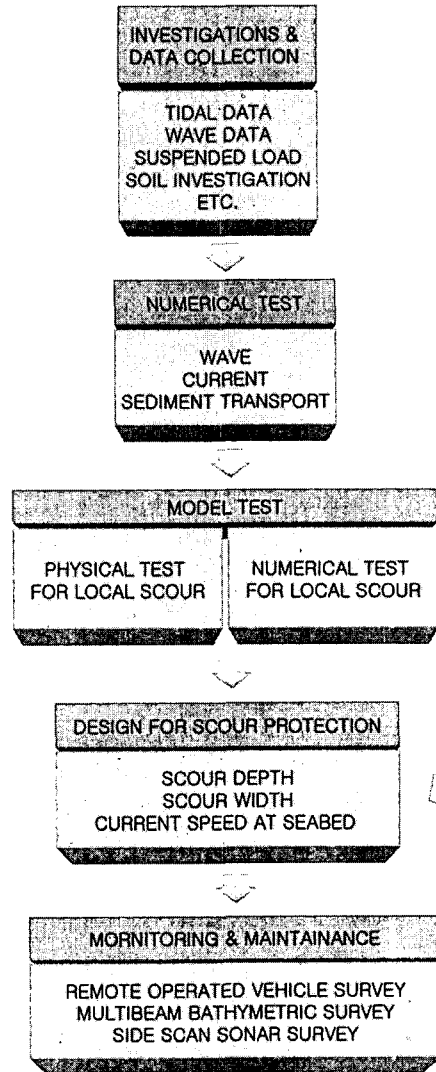 INVESTIGATIONS &
DATA COLLECTION
TIDAL DATA
WAVE DATA
SUSPENDED LOAD
SOIL INVESTIGATION
ETC.
NUMERICAL TEST
WAVE
CURRENT
SEDIMENT TRANSPORT
MODEL TEST
PHYSICAL TEST
FOR LOCAL SCOUR
NUMERICAL TEST
FOR LOCAL SCOUR
DESIGN FOR SCOUR PROTECTION
SCOUR DEPTH
SCOUR WIDTH
CURRENT SPEED AT SEABED
MORNITORING & MAINTAINANCE
REMOTE OPERATED VEHICLE SURVEY
MULTIBEAM BATHYMETRIC SURVEY
SIDE SCAN SONAR SURVEY